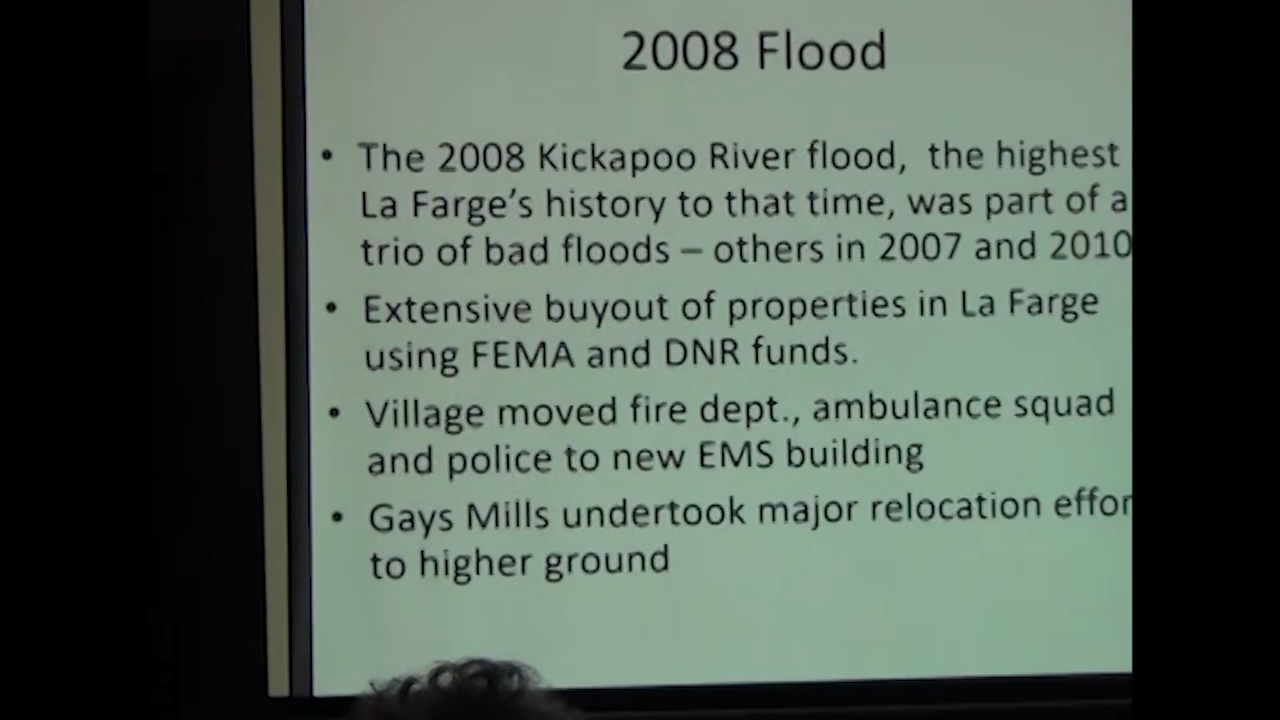 2008 Flood
• The 2008 Kickapoo River flood, the highest
La Farge's history to that time, was part of a
trio of bad floods – others in 2007 and 2010
• Extensive buyout of properties in La Farge
using FEMA and DNR funds.
• Village moved fire dept., ambulance squad
and police to new EMS building
• Gays Mills undertook major relocation effor
to higher ground